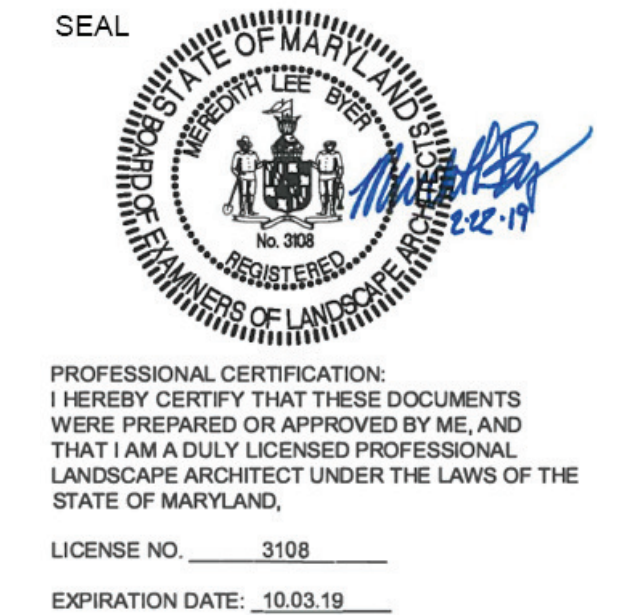 SEAL
STATE OF MARYLAND
BOARD OF EXAMINERS OF LANDSCAPE ARCHITECTS
MEREDITH LEE BYER
No. 3108
REGISTERED
2·22·19
PROFESSIONAL CERTIFICATION:
I HEREBY CERTIFY THAT THESE DOCUMENTS
WERE PREPARED OR APPROVED BY ME, AND
THAT I AM A DULY LICENSED PROFESSIONAL
LANDSCAPE ARCHITECT UNDER THE LAWS OF THE
STATE OF MARYLAND,
LICENSE NO. 3108
EXPIRATION DATE: 10.03.19